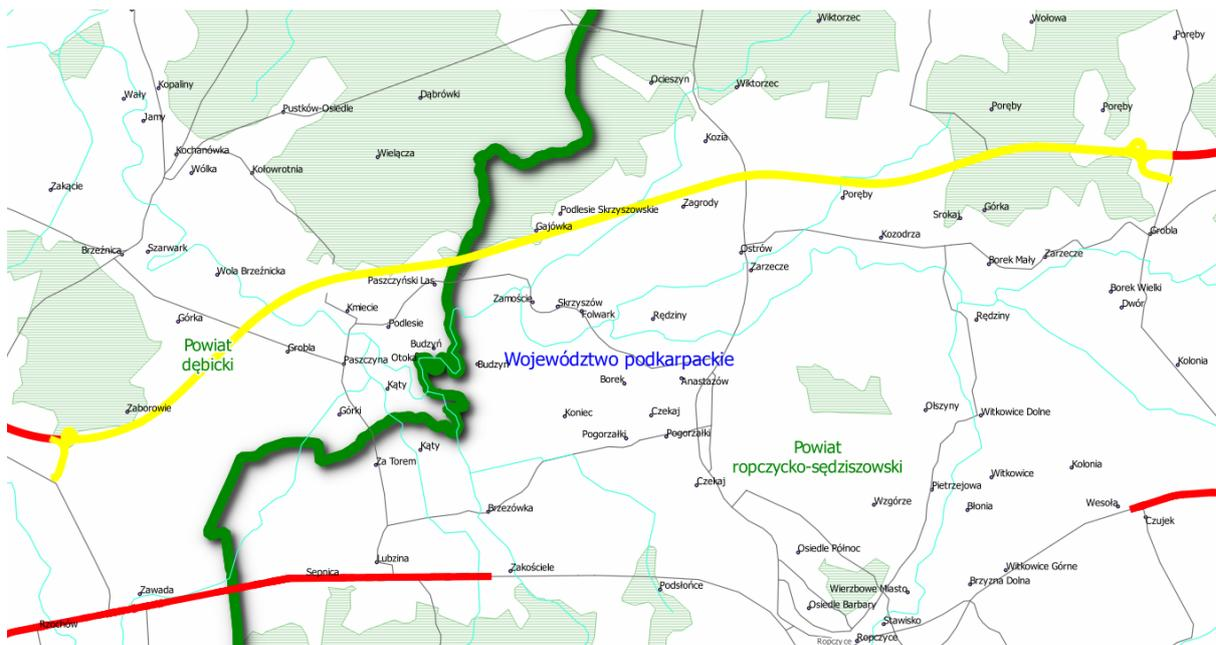 Wiktorzec
Wołowa
Poręby
Kopaliny
Wały
Jamy
Pustków-Osiedle
Dąbrówki
Ocieszyn
Wiktorzec
Poręby
Poręby
Kochanówka
Wólka
Kołowrotnia
Wielącza
Kozia
Zakącie
Podlesie Skrzyszowskie
Zagrody
Poręby
Srokaj
Górka
Gajówka
Kozodrza
Grobla
Brzeźnica
Szarwark
Ostrów
Zarzecze
Borek Mały
Zarzecze
Wola Brzeźnicka
Paszczyński Las
Borek Wielki
Dwór
Kmiecie
Zamoście
Skrzyszów
Folwark
Rędziny
Rędziny
Górka
Podlesie
Grobla
Powiat
dębicki
Paszczyna
Otoka
Budzyń
Budzyń
Województwo podkarpackie
Kolonia
Kąty
Borek
Anastazów
Zaborowie
Górki
Koniec
Czekaj
Olszyny
Witkowice Dolne
Pogorzałki
Pogorzałki
Kąty
Za Torem
Powiat
ropczycko-sędziszowski
Kolonia
Witkowice
Czekaj
Pietrzejowa
Wzgórze
Błonia
Wesoła
Czujek
Brzezówka
Osiedle Północ
Lubzina
Sepnica
Zakościele
Witkowice Górne
Brzyzna Dolna
Zawada
Podsłońce
Wierzbowe Miasto
Osiedle Barbary
Stawisko
Rzochów
Ropczyce
Ropczyce